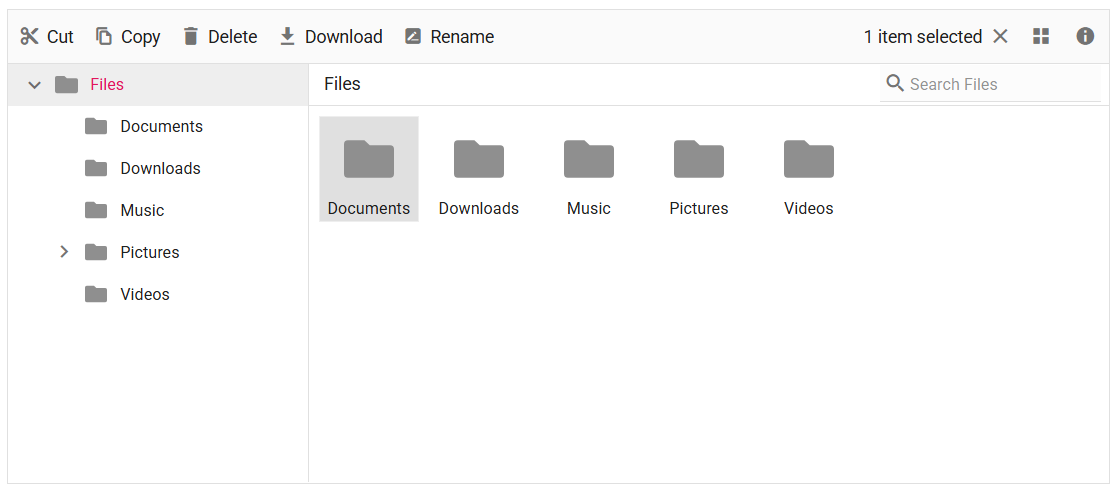 Cut Copy Delete Download Rename 1 item selected
Files
Documents
Downloads
Music
Pictures
Videos
Files Search Files
Documents Downloads Music Pictures Videos